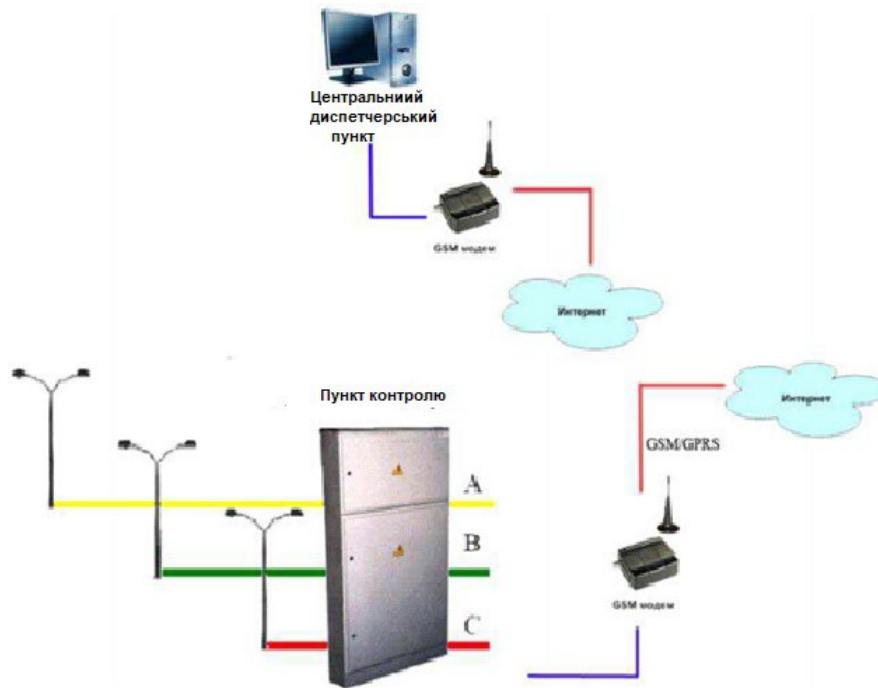 Центральниий
диспетчерський
пункт
GSM модем
Интернет
Интернет
Пункт контролю
GSM/GPRS
A
B
C
GSM модем